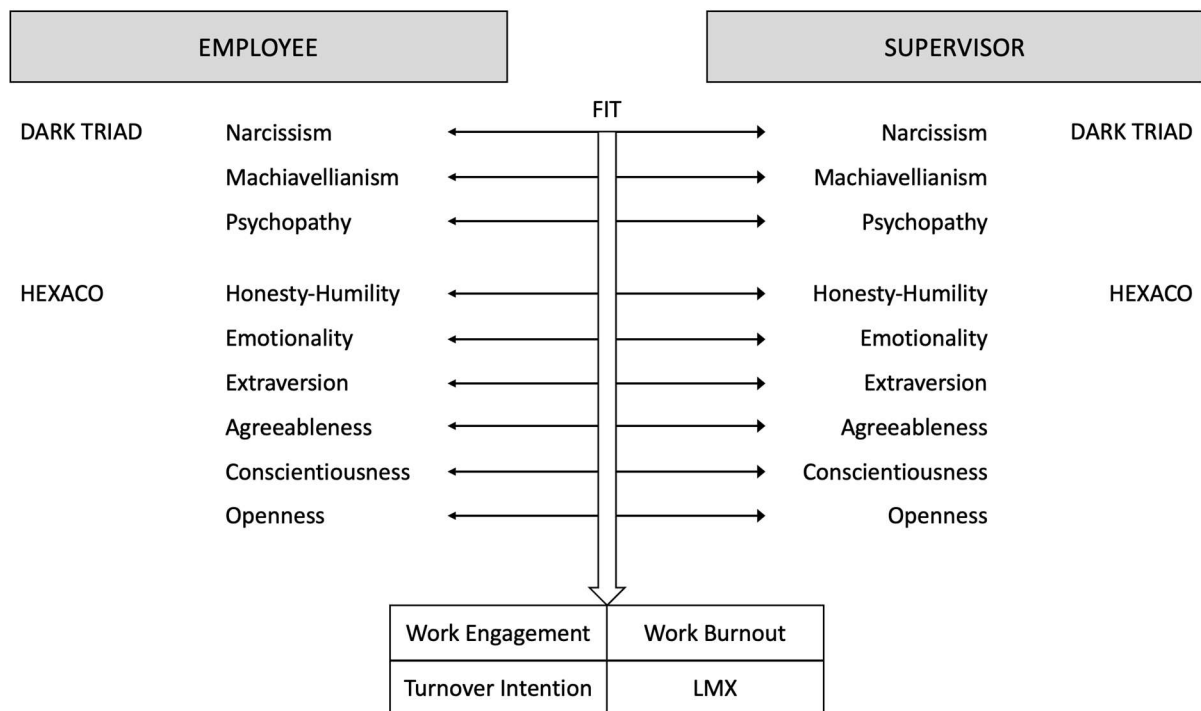 EMPLOYEE SUPERVISOR
FIT
DARK TRIAD Narcissism Narcissism DARK TRIAD
Machiavellianism Machiavellianism
Psychopathy Psychopathy
HEXACO Honesty-Humility Honesty-Humility HEXACO
Emotionality Emotionality
Extraversion Extraversion
Agreeableness Agreeableness
Conscientiousness Conscientiousness
Openness Openness
Work Engagement Work Burnout
Turnover Intention LMX